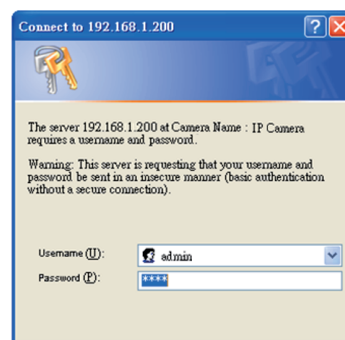 Connect to 192.168.1.200
The server 192.168.1.200 at Camera Name : IP Camera
requires a username and password.
Warning: This server is requesting that your username and
password be sent in an insecure manner (basic authentication
without a secure connection).
Username (U):
admin
Password (P):
****